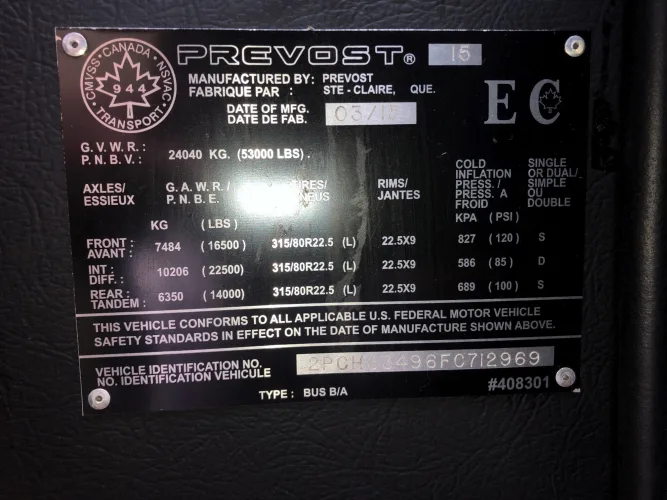 CMVSS · CANADA · NSVAC · TRANSPORT
944
PREVOST® 15
MANUFACTURED BY: PREVOST
FABRIQUE PAR : STE - CLAIRE, QUE.
DATE OF MFG.
DATE DE FAB. 03/15
EC
G. V. W. R. :
P. N. B. V. : 24040 KG. (53000 LBS) .
AXLES/
ESSIEUX
G. A. W. R. /
P. N. B. E.
RIMS/
JANTES
COLD
INFLATION
PRESS. /
PRESS. A
FROID
SINGLE
OR DUAL/
SIMPLE
OU
DOUBLE
KG (LBS) KPA (PSI)
FRONT :
AVANT : 7484 (16500) 315/80R22.5 (L) 22.5X9 827 (120) S
INT :
DIFF. : 10206 (22500) 315/80R22.5 (L) 22.5X9 586 (85) D
REAR :
TANDEM : 6350 (14000) 315/80R22.5 (L) 22.5X9 689 (100) S
THIS VEHICLE CONFORMS TO ALL APPLICABLE U.S. FEDERAL MOTOR VEHICLE
SAFETY STANDARDS IN EFFECT ON THE DATE OF MANUFACTURE SHOWN ABOVE.
VEHICLE IDENTIFICATION NO.
NO. IDENTIFICATION VEHICULE
#408301
TYPE : BUS B/A